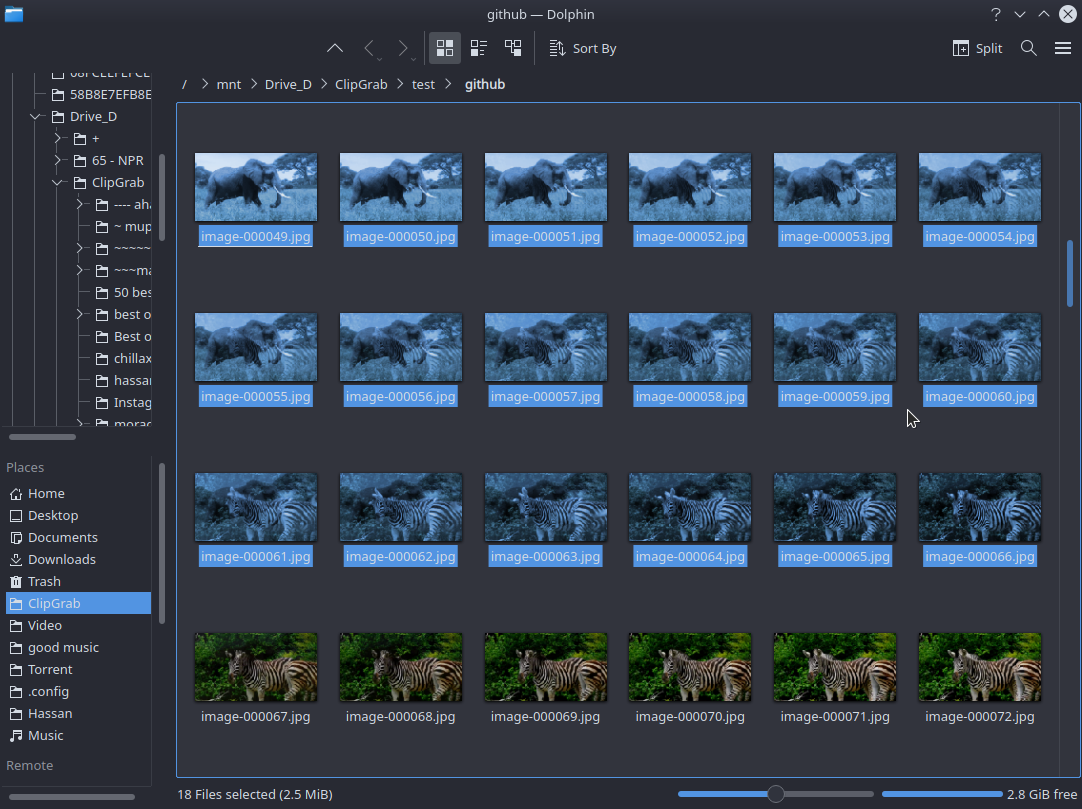 github — Dolphin
Sort By
Split
/ mnt Drive_D ClipGrab test github
58B8E7EFB8E
Drive_D
+
65 - NPR
ClipGrab
---- aha
~ mup
~~~~~
~~~ma
50 bes
best o
Best o
chillax
hassan
Instag
Places
Home
Desktop
Documents
Downloads
Trash
ClipGrab
Video
good music
Torrent
.config
Hassan
Music
Remote
image-000049.jpg image-000050.jpg image-000051.jpg image-000052.jpg image-000053.jpg image-000054.jpg
image-000055.jpg image-000056.jpg image-000057.jpg image-000058.jpg image-000059.jpg image-000060.jpg
image-000061.jpg image-000062.jpg image-000063.jpg image-000064.jpg image-000065.jpg image-000066.jpg
image-000067.jpg image-000068.jpg image-000069.jpg image-000070.jpg image-000071.jpg image-000072.jpg
18 Files selected (2.5 MiB)
2.8 GiB free